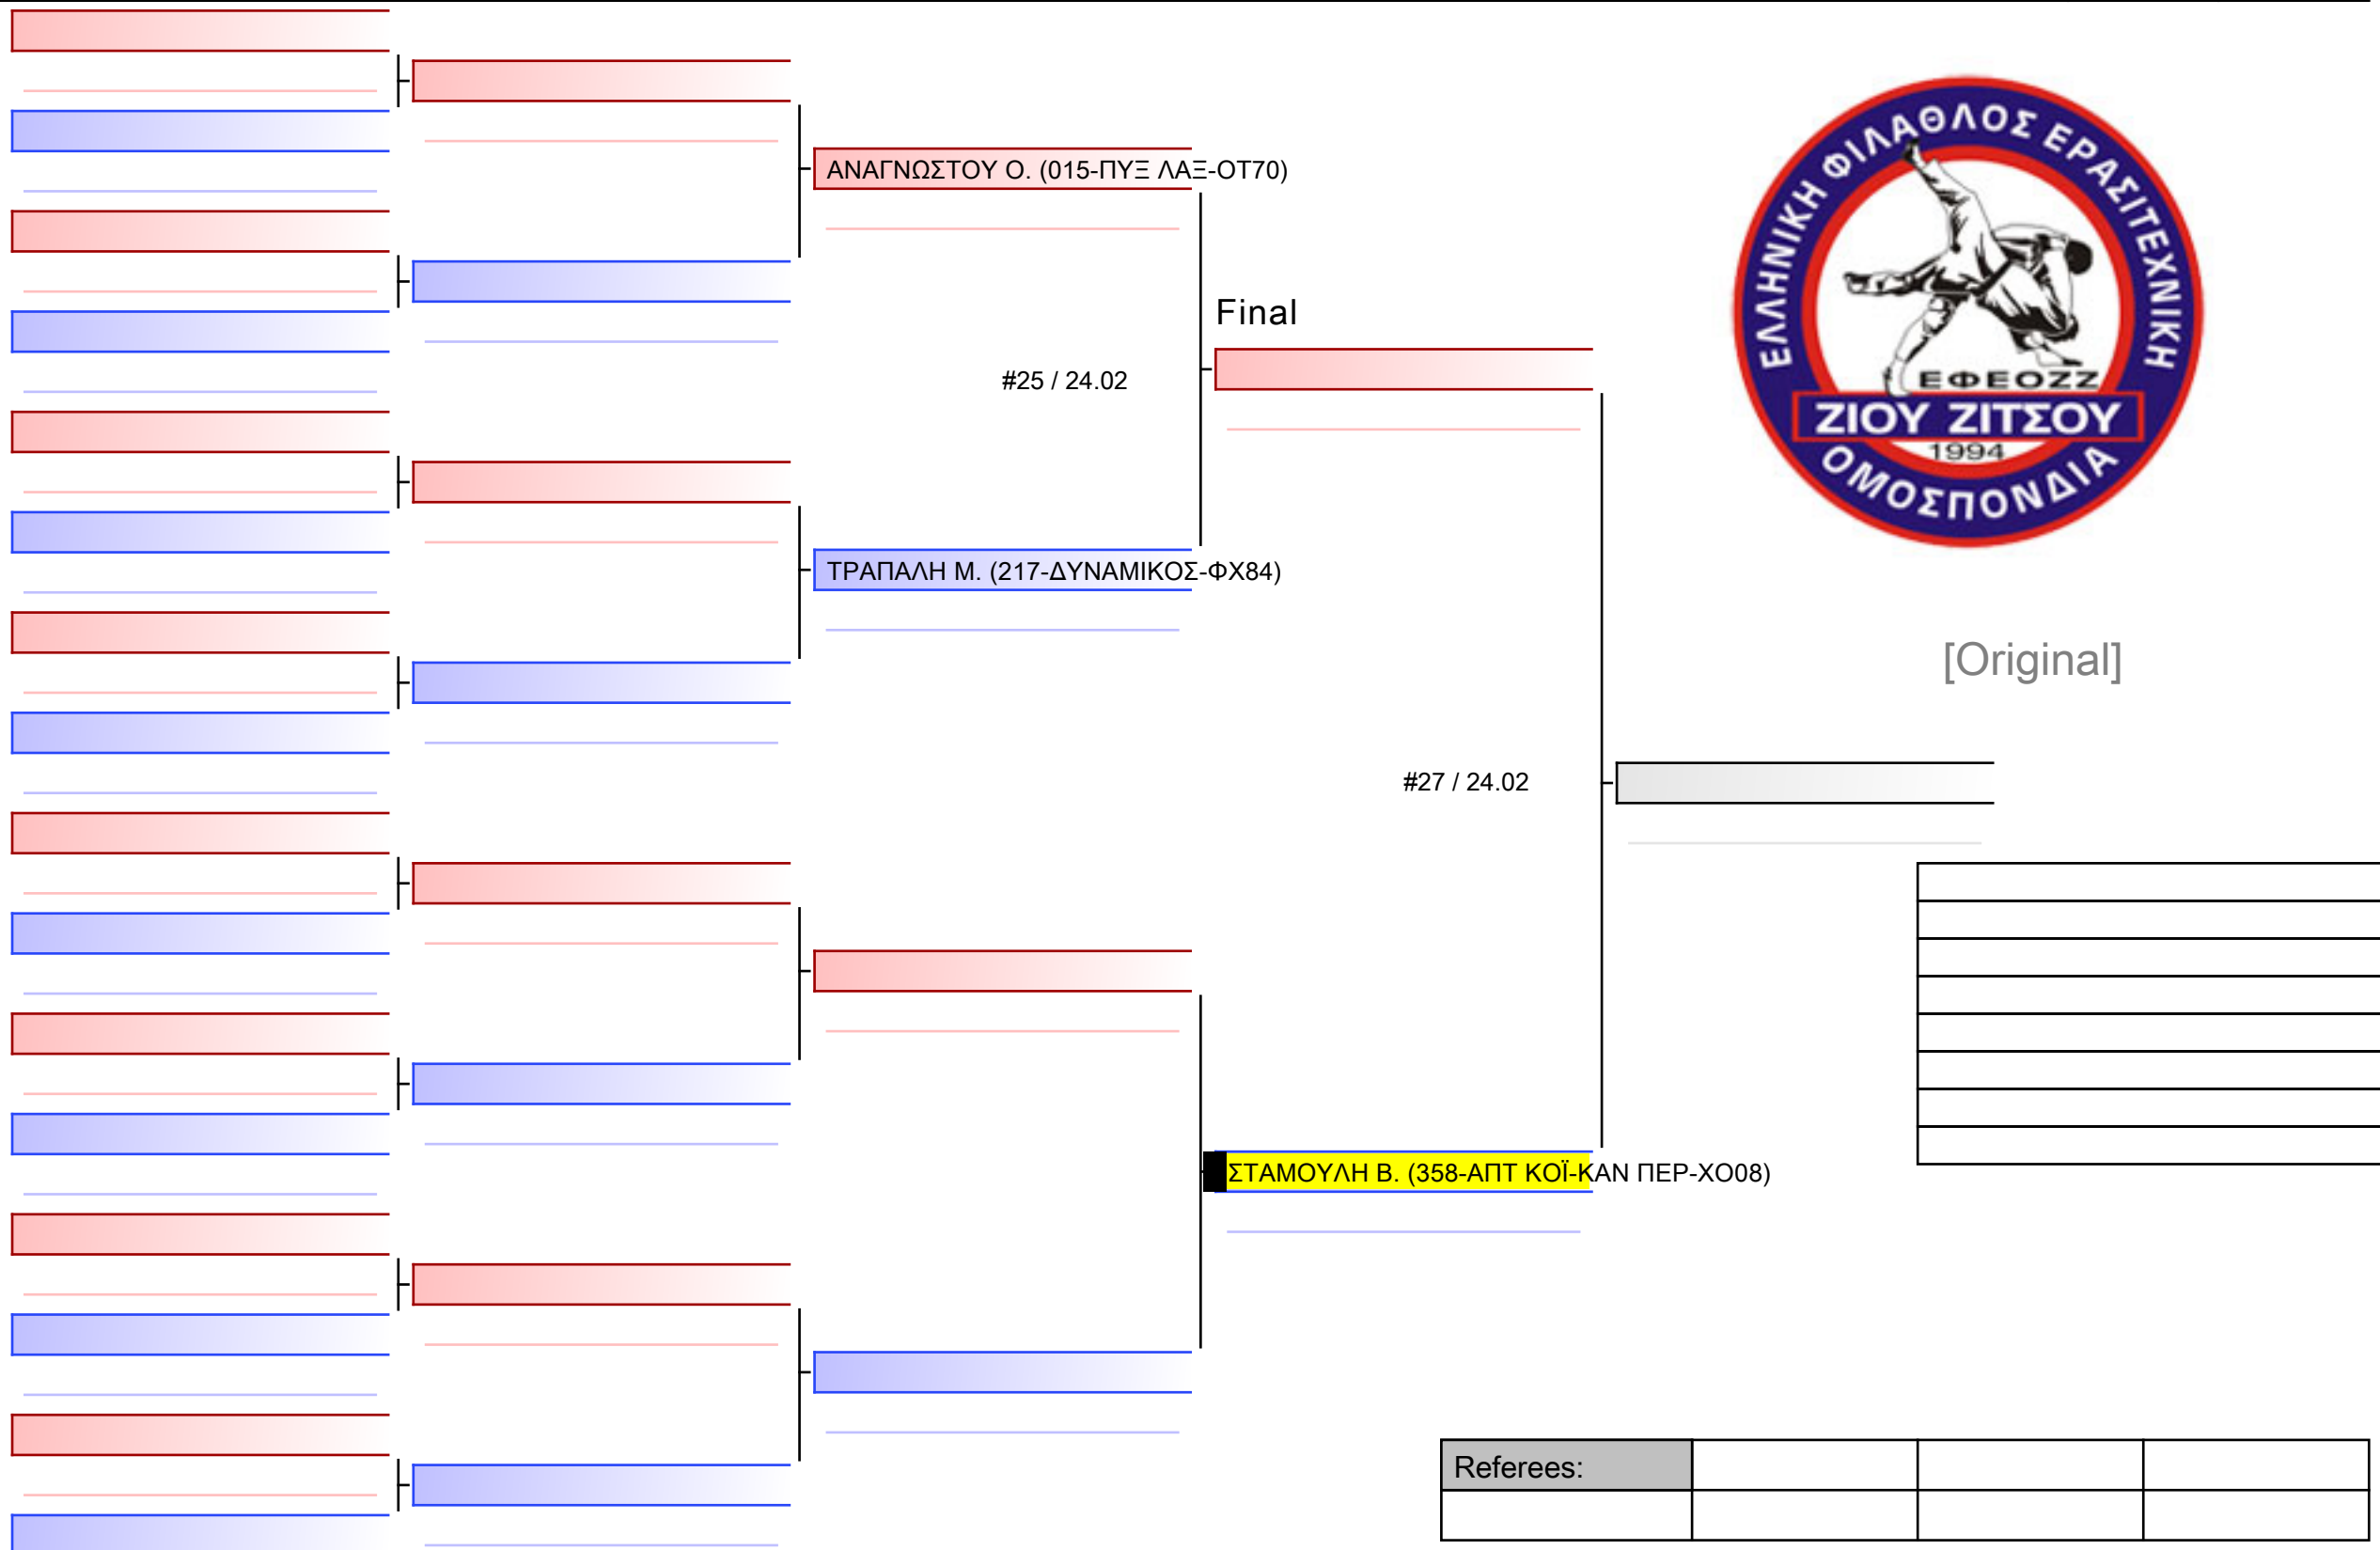 ΑΝΑΓΝΩΣΤΟΥ Ο. (015-ΠΥΞ ΛΑΞ-ΟΤ70)
Final
#25 / 24.02
ΤΡΑΠΑΛΗ Μ. (217-ΔΥΝΑΜΙΚΟΣ-ΦΧ84)
ΕΛΛΗΝΙΚΗ ΦΙΛΑΘΛΟΣ ΕΡΑΣΙΤΕΧΝΙΚΗ
ΕΦΕΟΖΖ
ΖΙΟΥ ΖΙΤΣΟΥ
1994
ΟΜΟΣΠΟΝΔΙΑ
[Original]
#27 / 24.02
ΣΤΑΜΟΥΛΗ Β. (358-ΑΠΤ ΚΟΪ-ΚΑΝ ΠΕΡ-ΧΟ08)
Referees: